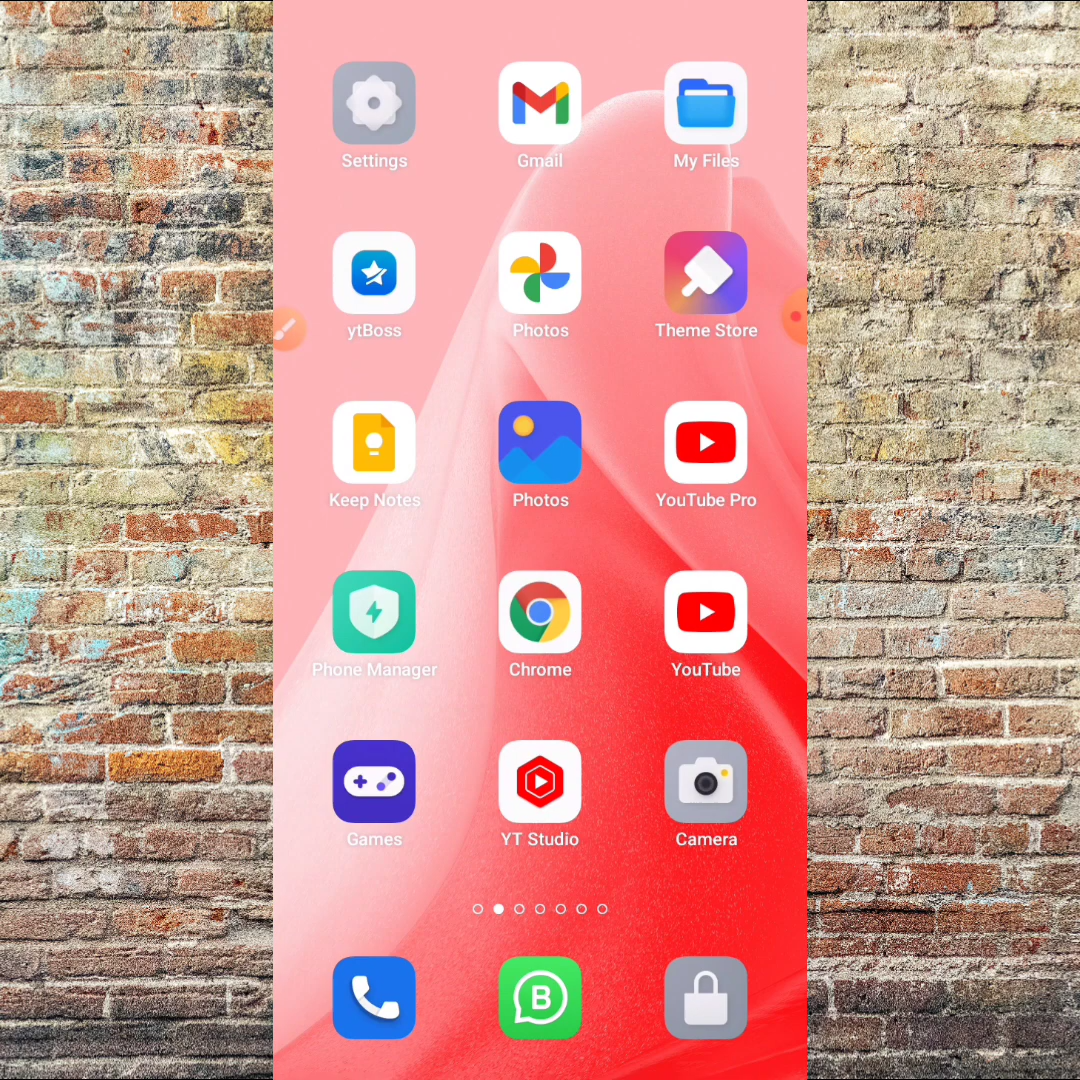 Settings
Gmail
My Files
ytBoss
Photos
Theme Store
Keep Notes
Photos
YouTube Pro
Phone Manager
Chrome
YouTube
Games
YT Studio
Camera
B